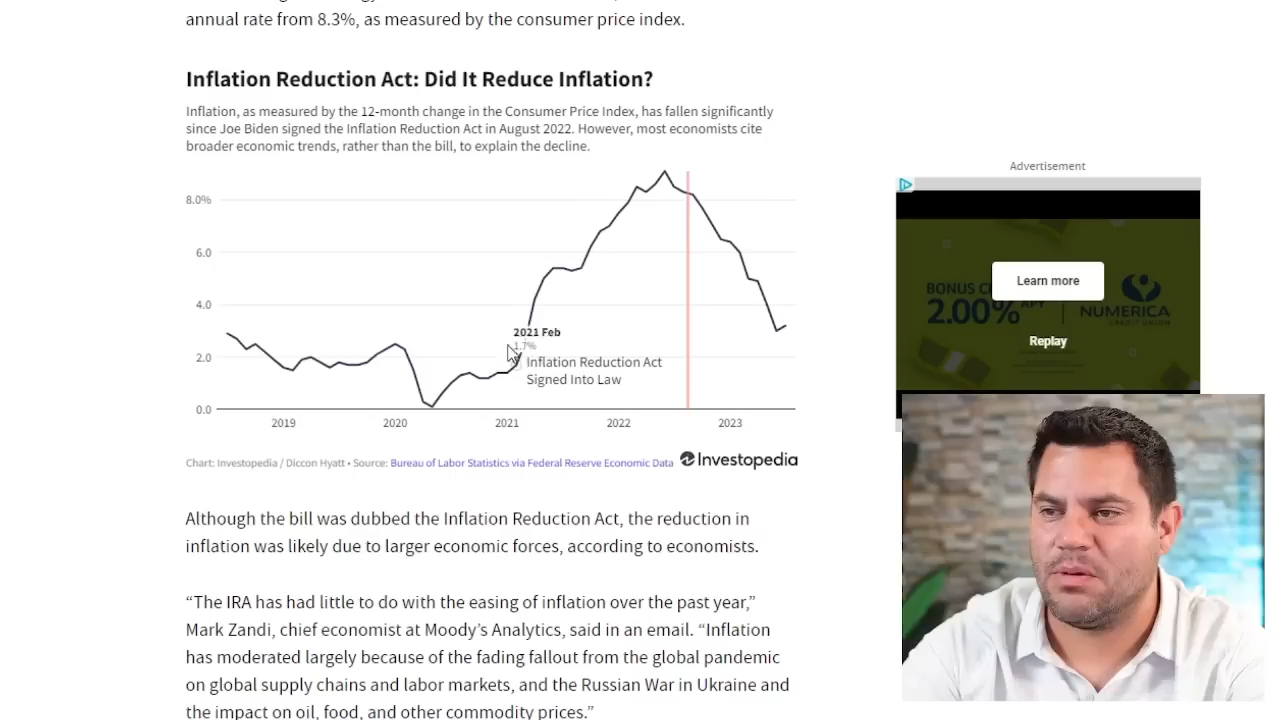 annual rate from 8.3%, as measured by the consumer price index.
Inflation Reduction Act: Did It Reduce Inflation?
Inflation, as measured by the 12-month change in the Consumer Price Index, has fallen significantly
since Joe Biden signed the Inflation Reduction Act in August 2022. However, most economists cite
broader economic trends, rather than the bill, to explain the decline.
8.0%
6.0
4.0
2.0
0.0
2021 Feb
1.7%
Inflation Reduction Act
Signed Into Law
2019
2020
2021
2022
2023
Chart: Investopedia / Diccon Hyatt • Source: Bureau of Labor Statistics via Federal Reserve Economic Data
Investopedia
Advertisement
Learn more
BONUS
2.00% APY
NUMERICA
CREDIT UNION
Replay
Although the bill was dubbed the Inflation Reduction Act, the reduction in
inflation was likely due to larger economic forces, according to economists.
“The IRA has had little to do with the easing of inflation over the past year,”
Mark Zandi, chief economist at Moody’s Analytics, said in an email. “Inflation
has moderated largely because of the fading fallout from the global pandemic
on global supply chains and labor markets, and the Russian War in Ukraine and
the impact on oil, food, and other commodity prices.”